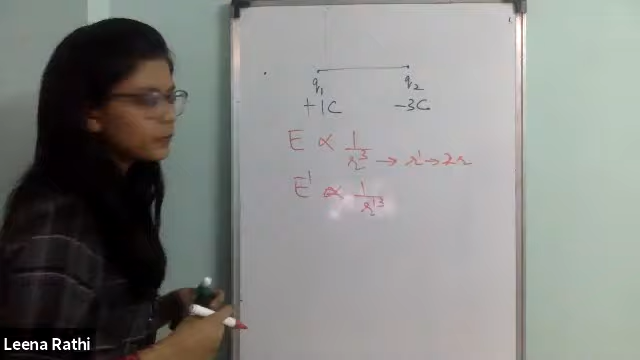 q₁ q₂
+1C -3C
E ∝ 1/r³ → r' → 2r
E' ∝ 1/r'³
Leena Rathi